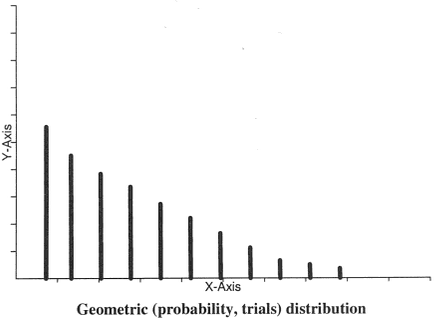 Y-Axis
X-Axis
Geometric (probability, trials) distribution